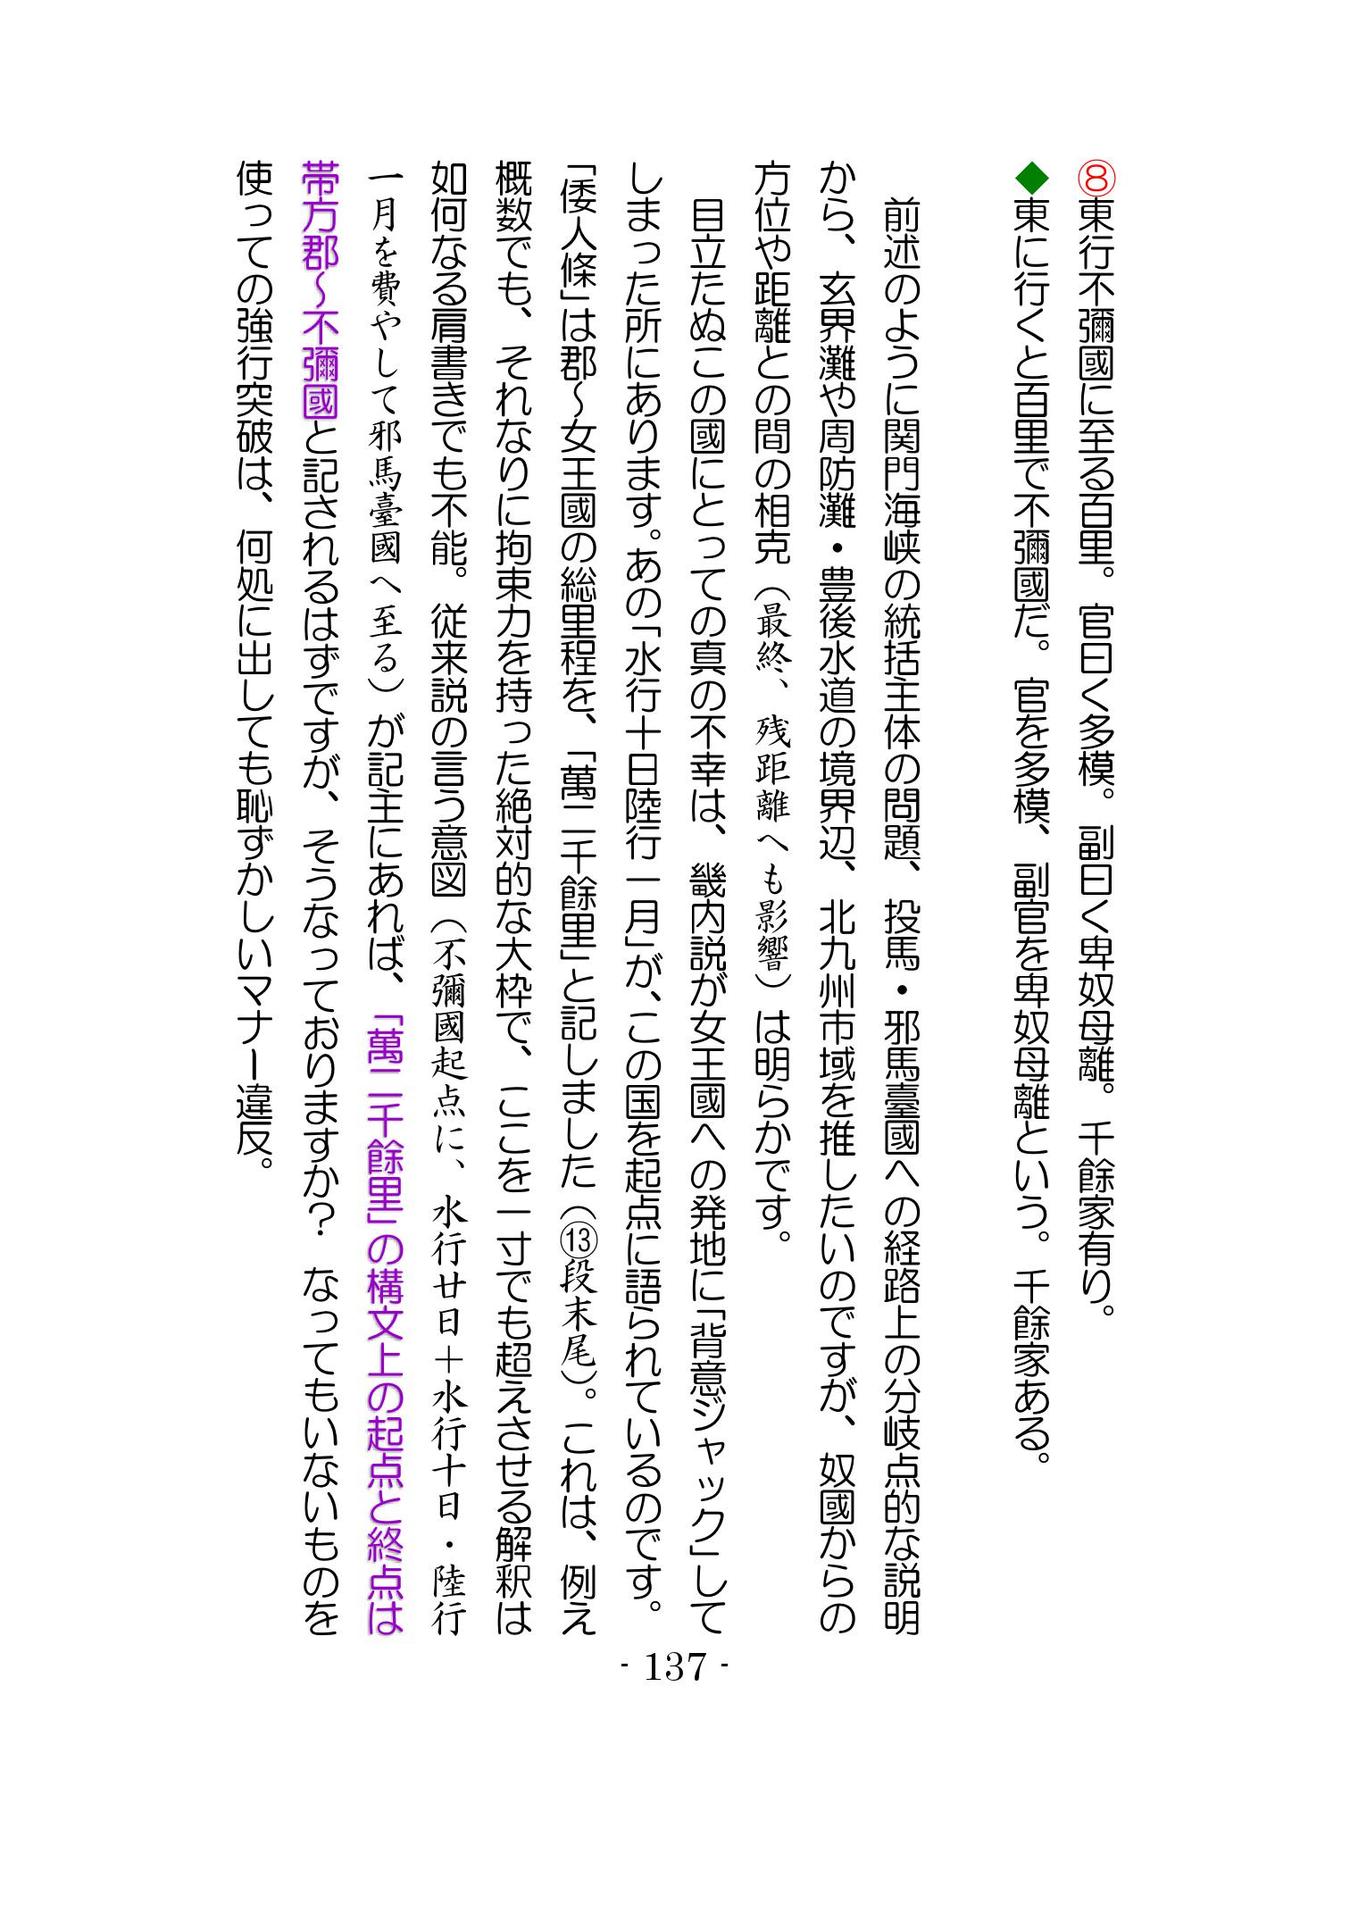 ⑧東行不彌國に至る百里。官曰く多模。副曰く卑奴母離。千餘家有り。
◆東に行くと百里で不彌國だ。官を多模、副官を卑奴母離という。千餘家ある。
前述のように関門海峡の統括主体の問題、投馬・邪馬臺國への経路上の分岐点的な説明
から、玄界灘や周防灘・豊後水道の境界辺、北九州市域を推したいのですが、奴國からの
方位や距離との間の相克（最終、残距離へも影響）は明らかです。
目立たぬこの國にとっての真の不幸は、畿内説が女王國への発地に「背意ジャック」して
しまった所にあります。あの「水行十日陸行一月」が、この国を起点に語られているのです。
「倭人條」は郡～女王國の総里程を、「萬二千餘里」と記しました（⑬段末尾）。これは、例え
概数でも、それなりに拘束力を持った絶対的な大枠で、ここを一寸でも超えさせる解釈は
如何なる肩書きでも不能。従来説の言う意図（不彌國起点に、水行廿日＋水行十日・陸行
一月を費やして邪馬臺國へ至る）が記主にあれば、「萬二千餘里」の構文上の起点と終点は
帯方郡～不彌國と記されるはずですが、そうなっておりますか？ なってもいないものを
使っての強行突破は、何処に出しても恥ずかしいマナー違反。
- 137 -